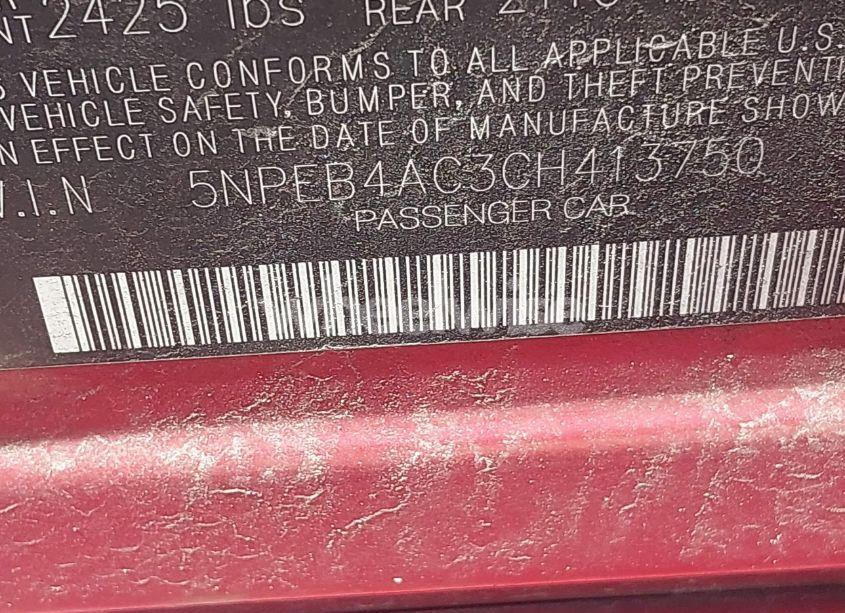 NT 2425 lbs REAR
VEHICLE CONFORMS TO ALL APPLICABLE U.S.
VEHICLE SAFETY, BUMPER, AND THEFT PREVENTI
N EFFECT ON THE DATE OF MANUFACTURE SHOW
V.I.N 5NPEB4AC3CH413750
PASSENGER CAR